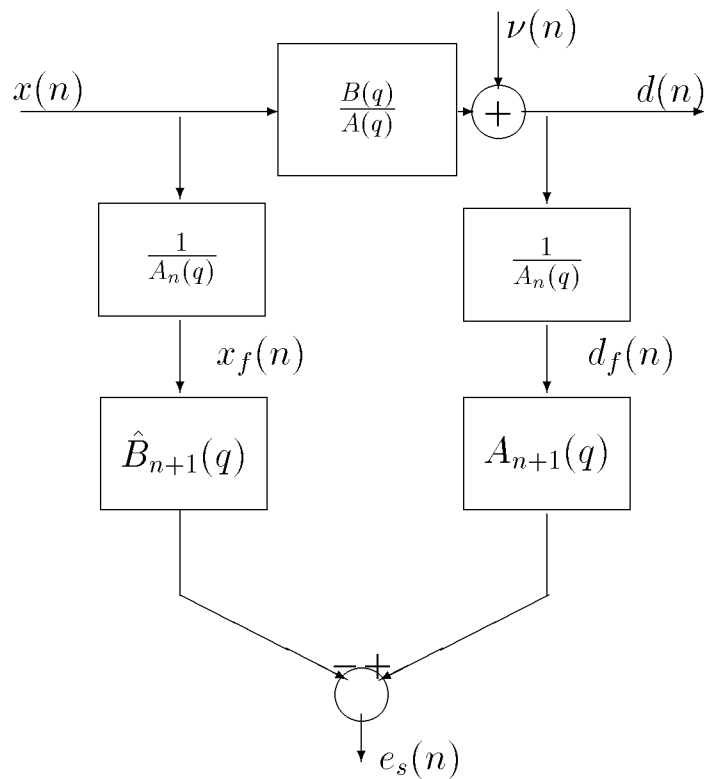 ν(n)
x(n)
B(q)
A(q)
+
d(n)
1
A_n(q)
1
A_n(q)
x_f(n)
d_f(n)
B̂_{n+1}(q)
A_{n+1}(q)
− +
e_s(n)